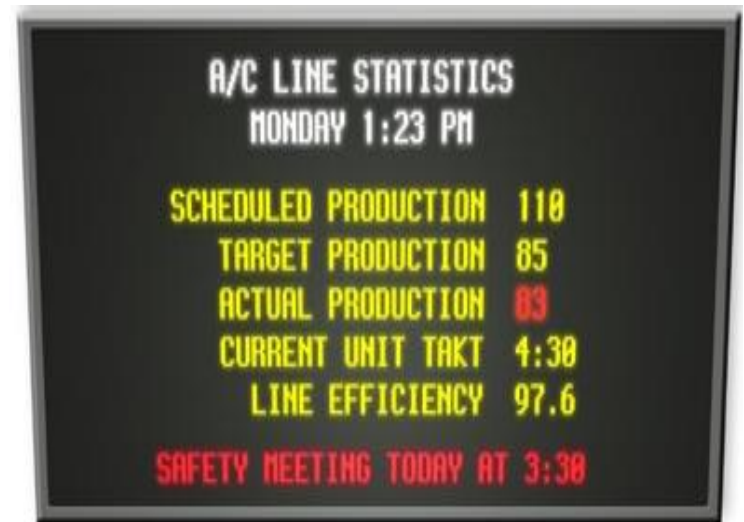 A/C LINE STATISTICS
MONDAY 1:23 PM
SCHEDULED PRODUCTION 110
TARGET PRODUCTION 85
ACTUAL PRODUCTION 83
CURRENT UNIT TAKT 4:30
LINE EFFICIENCY 97.6
SAFETY MEETING TODAY AT 3:30